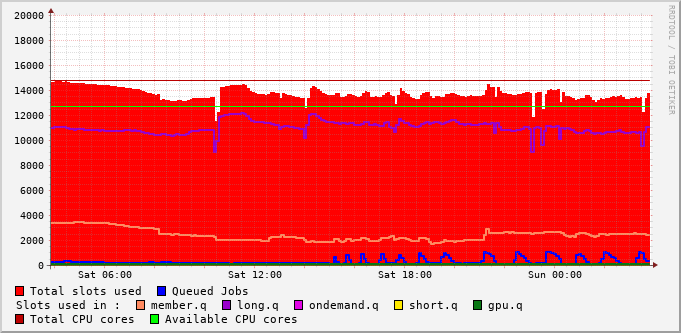 20000
18000
16000
14000
12000
10000
8000
6000
4000
2000
0
Sat 06:00 Sat 12:00 Sat 18:00 Sun 00:00
RRDTOOL / TOBI OETIKER
Total slots used Queued Jobs
Slots used in : member.q long.q ondemand.q short.q gpu.q
Total CPU cores Available CPU cores